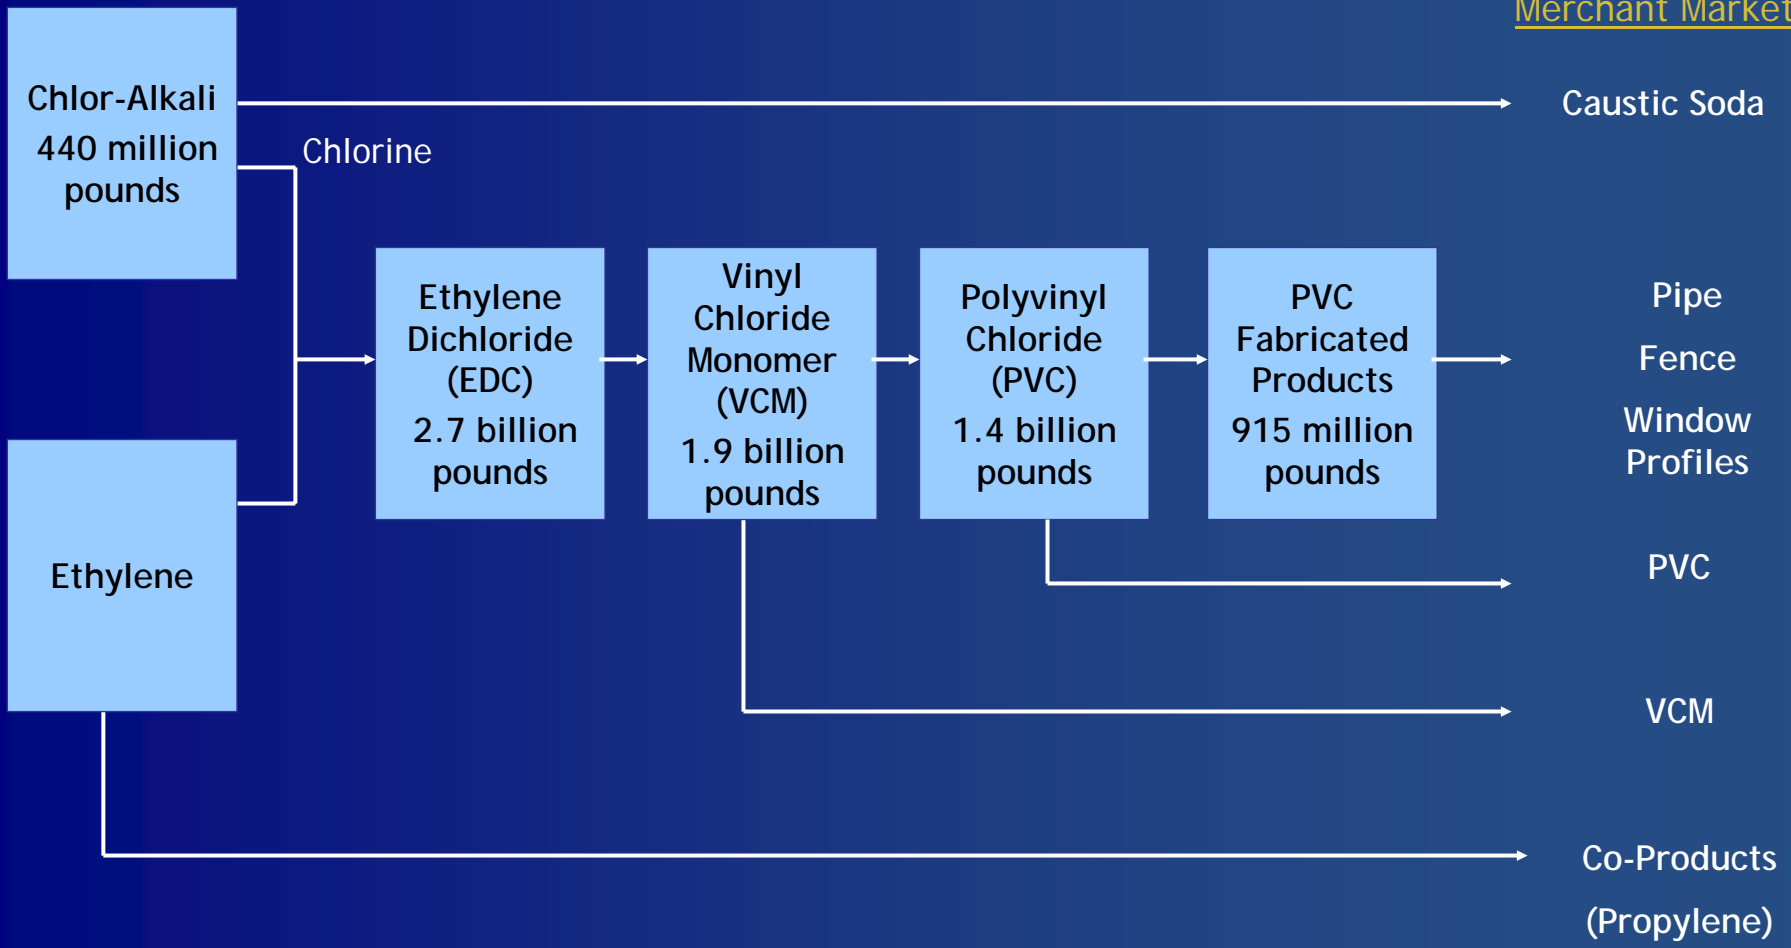 Merchant Market
Chlor-Alkali
440 million
pounds
Chlorine
Caustic Soda
Ethylene
Dichloride
(EDC)
2.7 billion
pounds
Vinyl
Chloride
Monomer
(VCM)
1.9 billion
pounds
Polyvinyl
Chloride
(PVC)
1.4 billion
pounds
PVC
Fabricated
Products
915 million
pounds
Pipe
Fence
Window
Profiles
Ethylene
PVC
VCM
Co-Products
(Propylene)